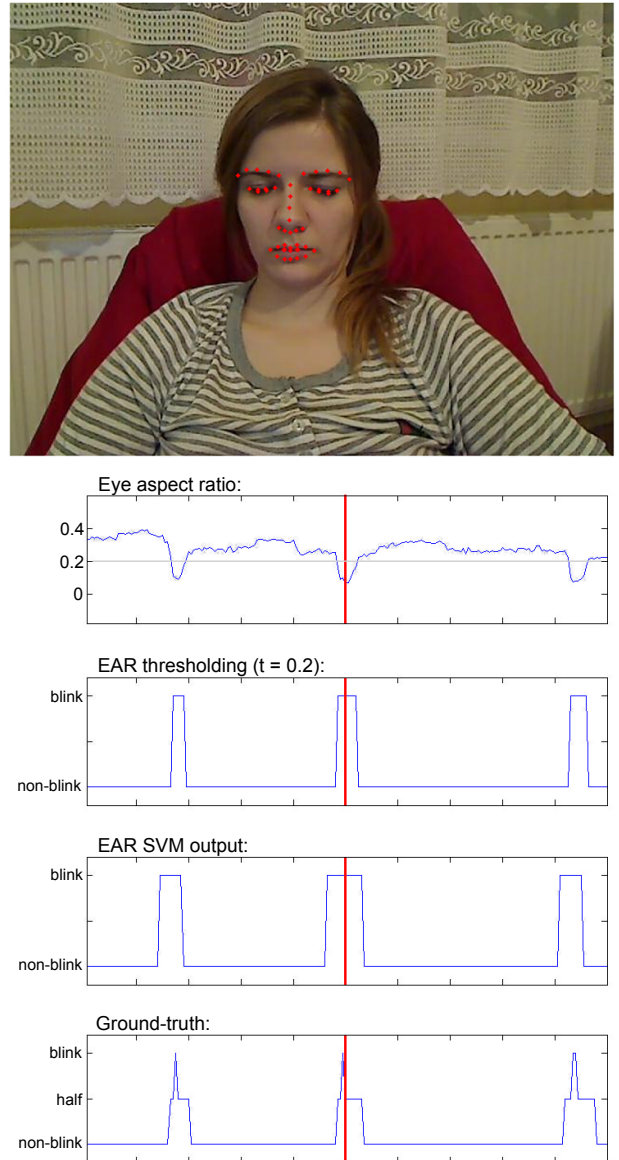 Eye aspect ratio:
0.4
0.2
0
EAR thresholding (t = 0.2):
blink
non-blink
EAR SVM output:
blink
non-blink
Ground-truth:
blink
half
non-blink